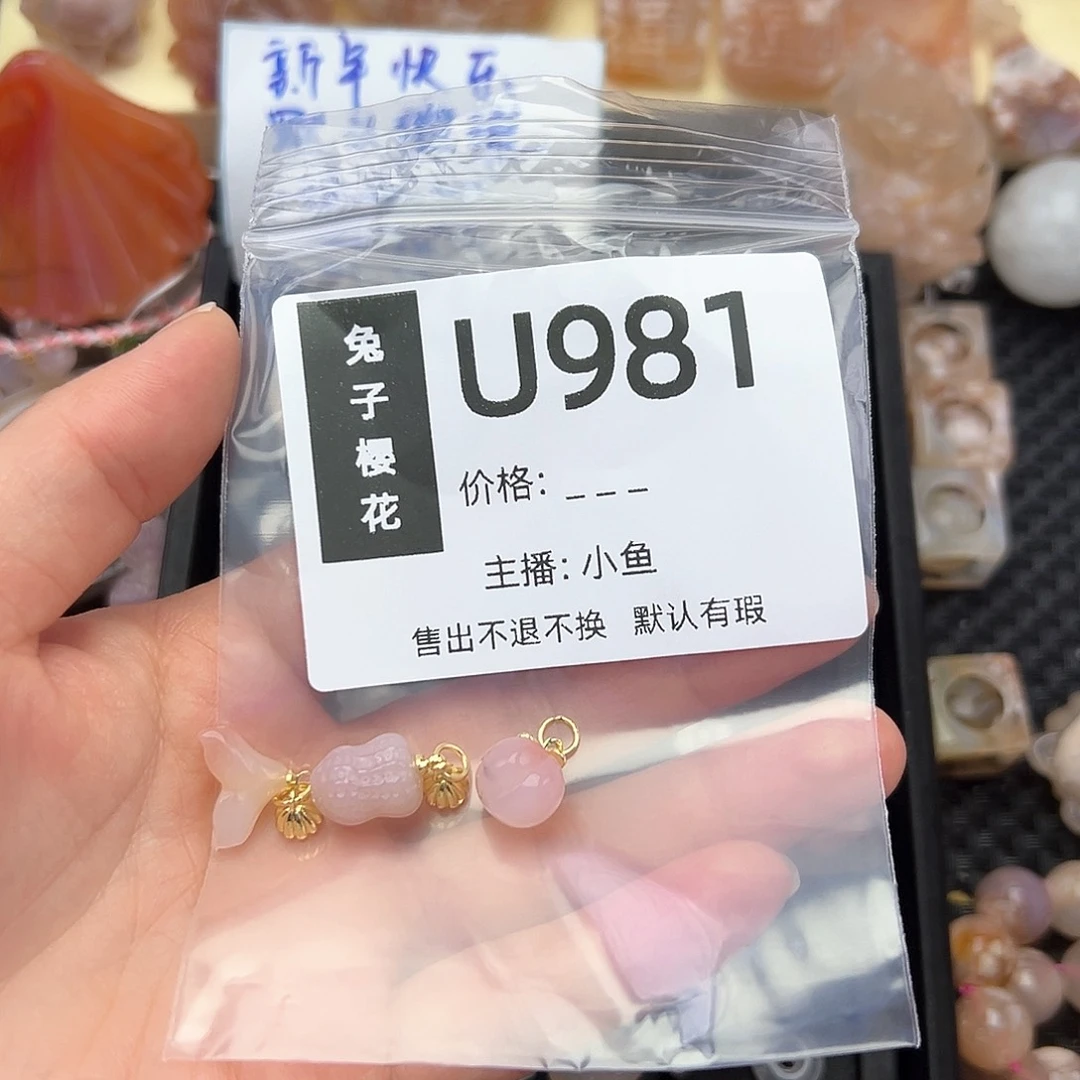 新年快乐
兔子樱花
U981
价格: _ _ _
主播: 小鱼
售出不退不换 默认有瑕